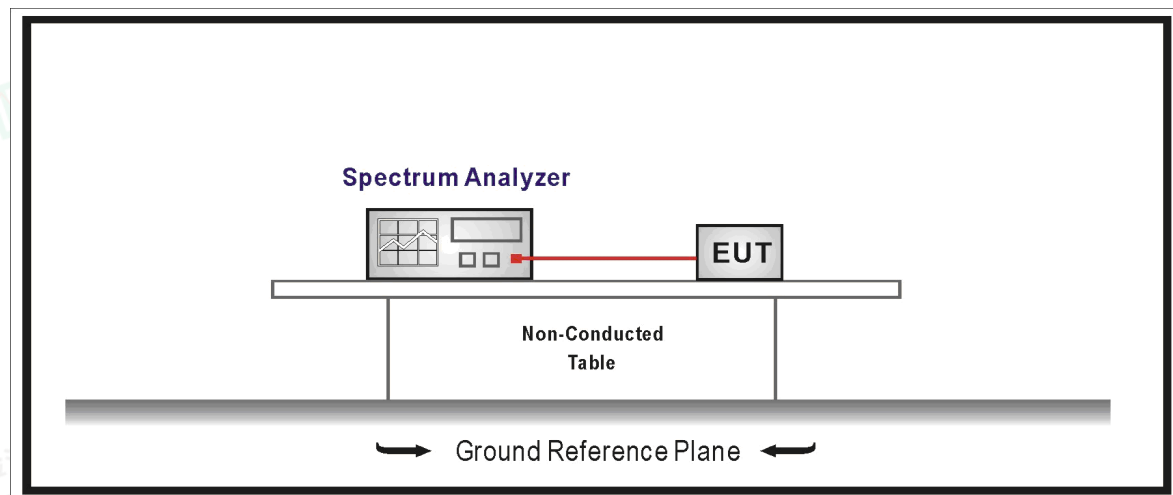 Spectrum Analyzer
EUT
Non-Conducted
Table
Ground Reference Plane